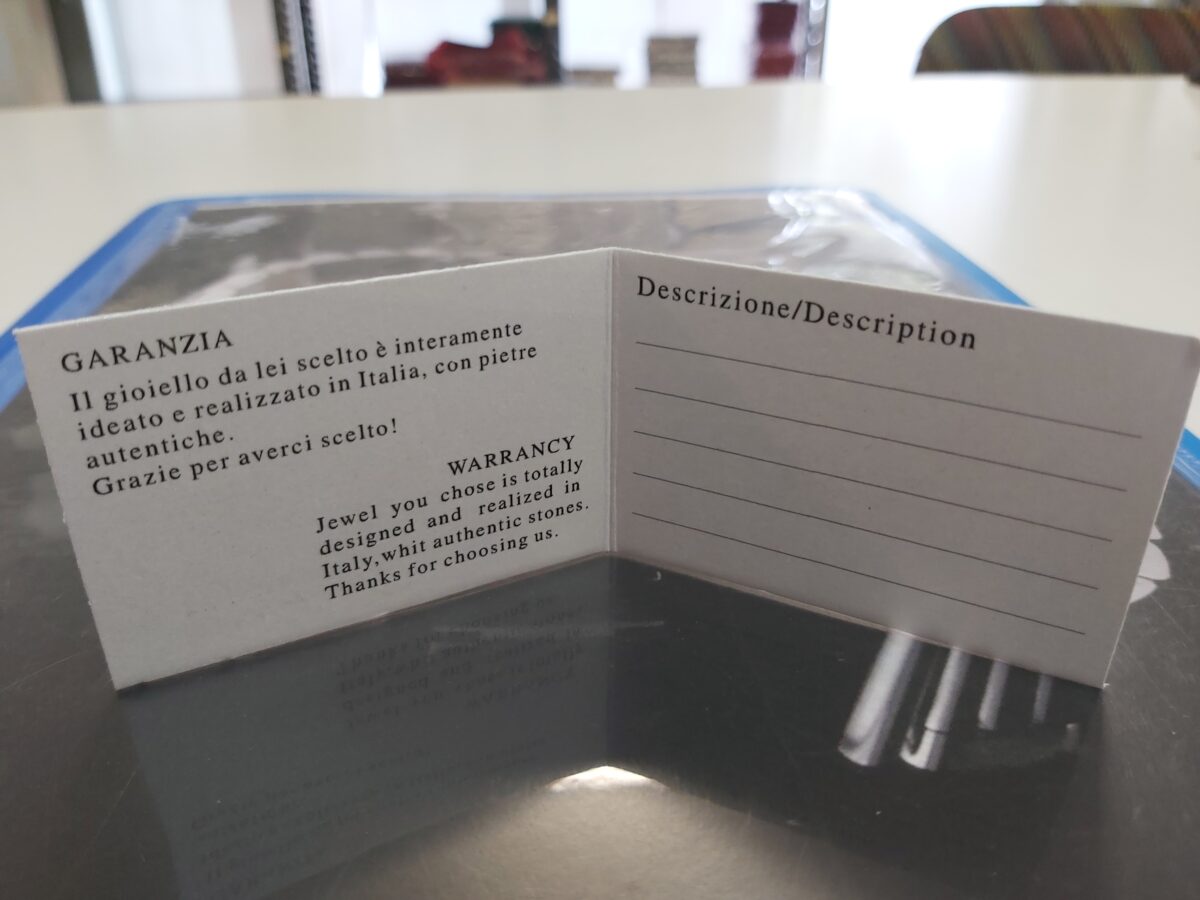 GARANZIA
Il gioiello da lei scelto è interamente
ideato e realizzato in Italia, con pietre
autentiche.
Grazie per averci scelto!
WARRANCY
Jewel you chose is totally
designed and realized in
Italy,whit authentic stones.
Thanks for choosing us.
Descrizione/Description